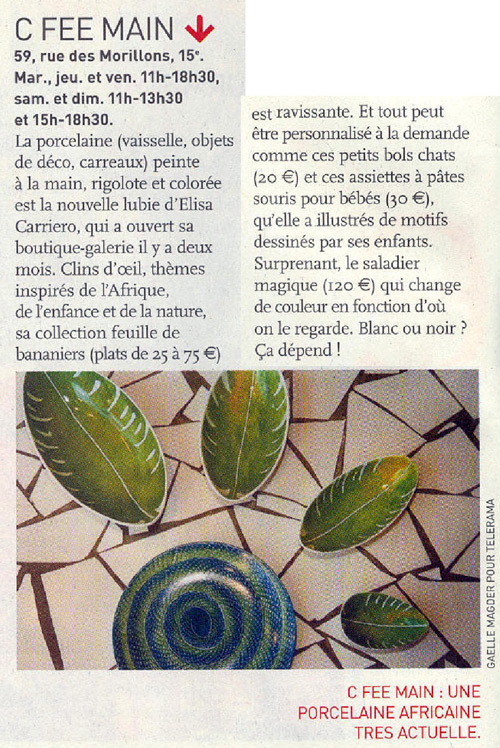 C FEE MAIN
59, rue des Morillons, 15e.
Mar., jeu. et ven. 11h-18h30,
sam. et dim. 11h-13h30
et 15h-18h30.
La porcelaine (vaisselle, objets
de déco, carreaux) peinte
à la main, rigolote et colorée
est la nouvelle lubie d'Elisa
Carriero, qui a ouvert sa
boutique-galerie il y a deux
mois. Clins d'œil, thèmes
inspirés de l'Afrique,
de l'enfance et de la nature,
sa collection feuille de
bananiers (plats de 25 à 75 €)
est ravissante. Et tout peut
être personnalisé à la demande
comme ces petits bols chats
(20 €) et ces assiettes à pâtes
souris pour bébés (30 €),
qu'elle a illustrés de motifs
dessinés par ses enfants.
Surprenant, le saladier
magique (120 €) qui change
de couleur en fonction d'où
on le regarde. Blanc ou noir ?
Ça dépend !
GAELLE MAGDER POUR TELERAMA
C FEE MAIN : UNE
PORCELAINE AFRICAINE
TRES ACTUELLE.